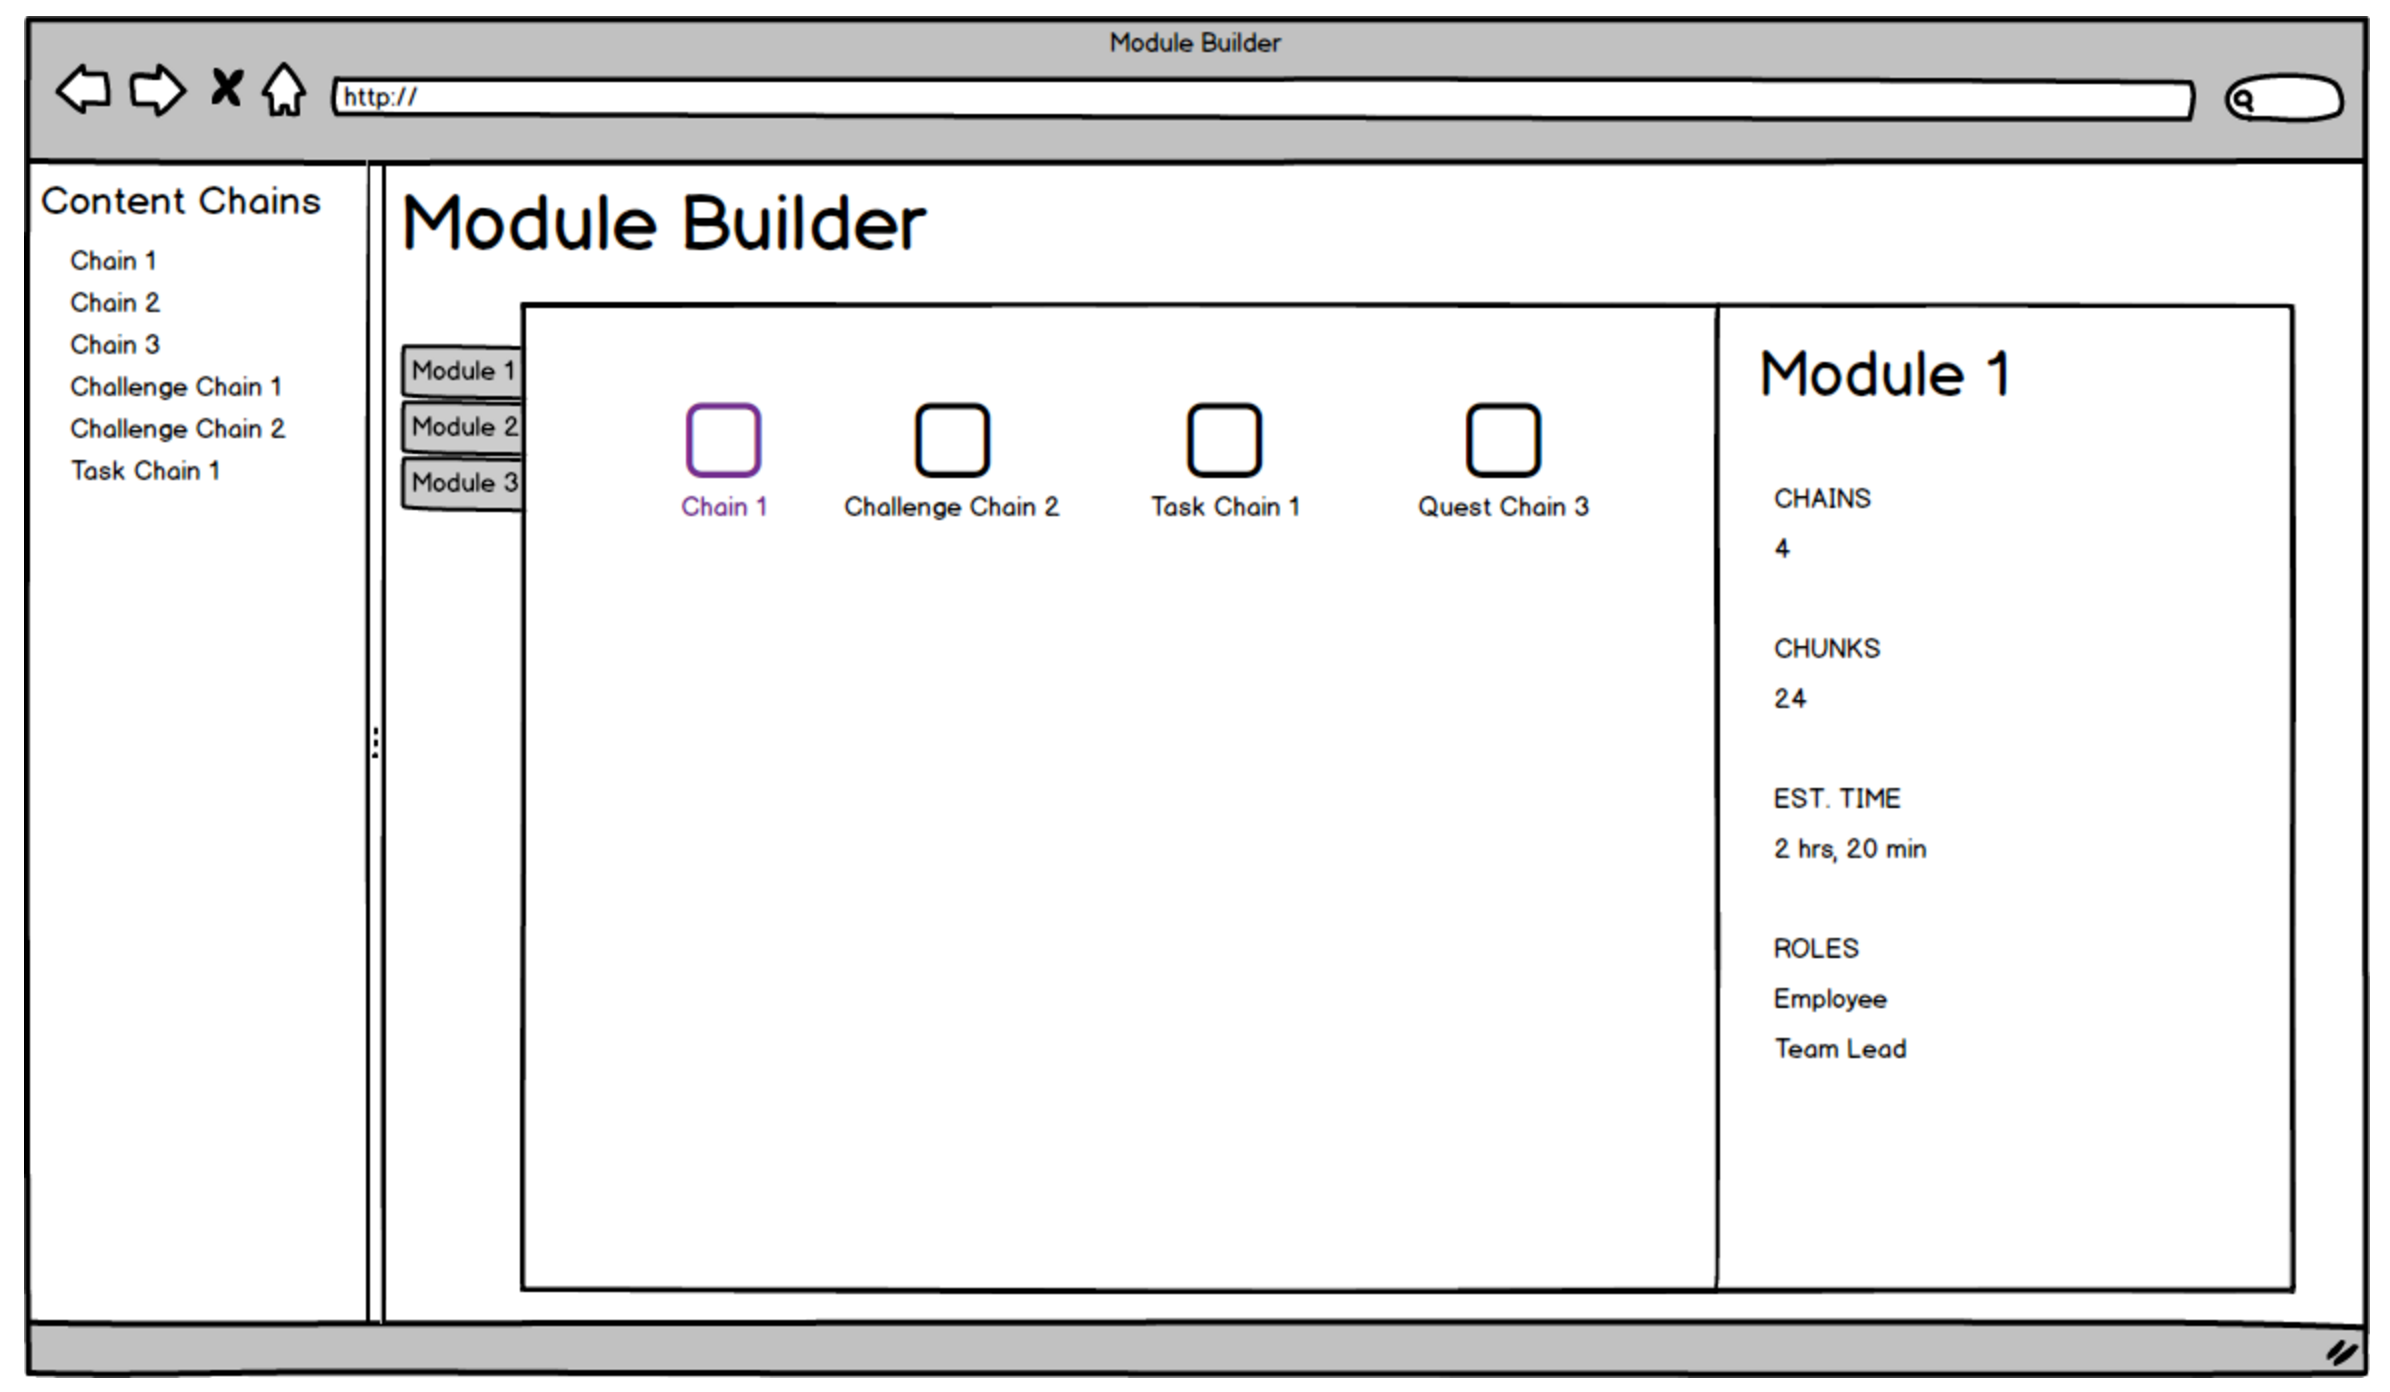 Module Builder
http://
Content Chains
Chain 1
Chain 2
Chain 3
Challenge Chain 1
Challenge Chain 2
Task Chain 1
Module Builder
Module 1
Module 2
Module 3
Chain 1
Challenge Chain 2
Task Chain 1
Quest Chain 3
Module 1
CHAINS
4
CHUNKS
24
EST. TIME
2 hrs, 20 min
ROLES
Employee
Team Lead